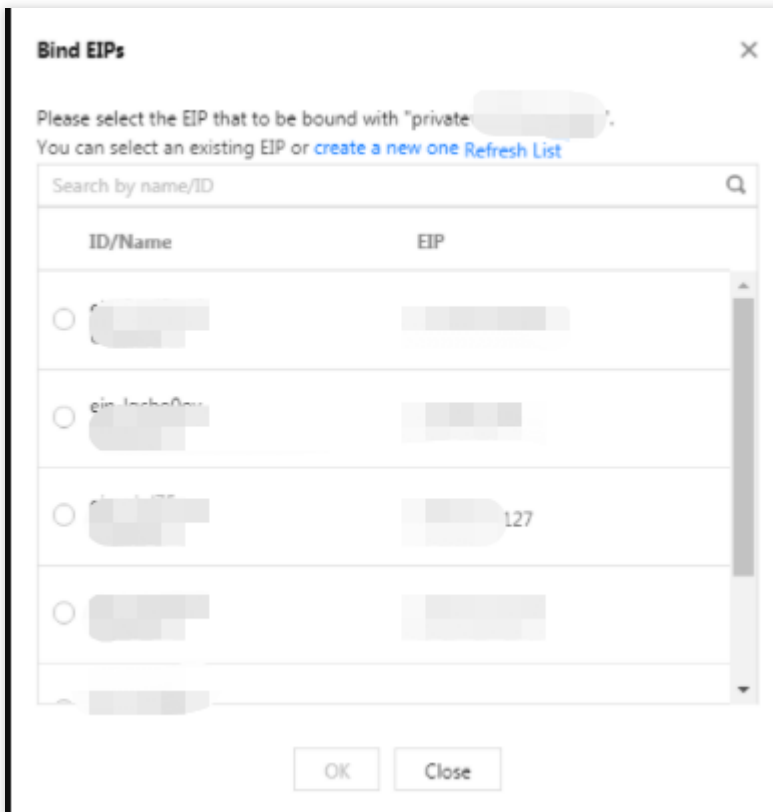 Bind EIPs
Please select the EIP that to be bound with "private
You can select an existing EIP or create a new one Refresh List
Search by name/ID
ID/Name EIP
127
OK Close